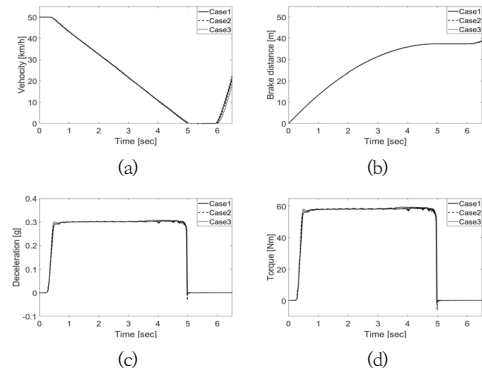 Case1
Case2
Case3
50
40
30
20
10
0
0 1 2 3 4 5 6
Vehocity [km/h]
Time [sec]
(a)
Case1
Case2
Case3
50
40
30
20
10
0
0 1 2 3 4 5 6
Brake distance [m]
Time [sec]
(b)
Case1
Case2
Case3
0.4
0.3
0.2
0.1
0
-0.1
0 1 2 3 4 5 6
Deceleration [g]
Time [sec]
(c)
Case1
Case2
Case3
60
40
20
0
0 1 2 3 4 5 6
Torque [Nm]
Time [sec]
(d)